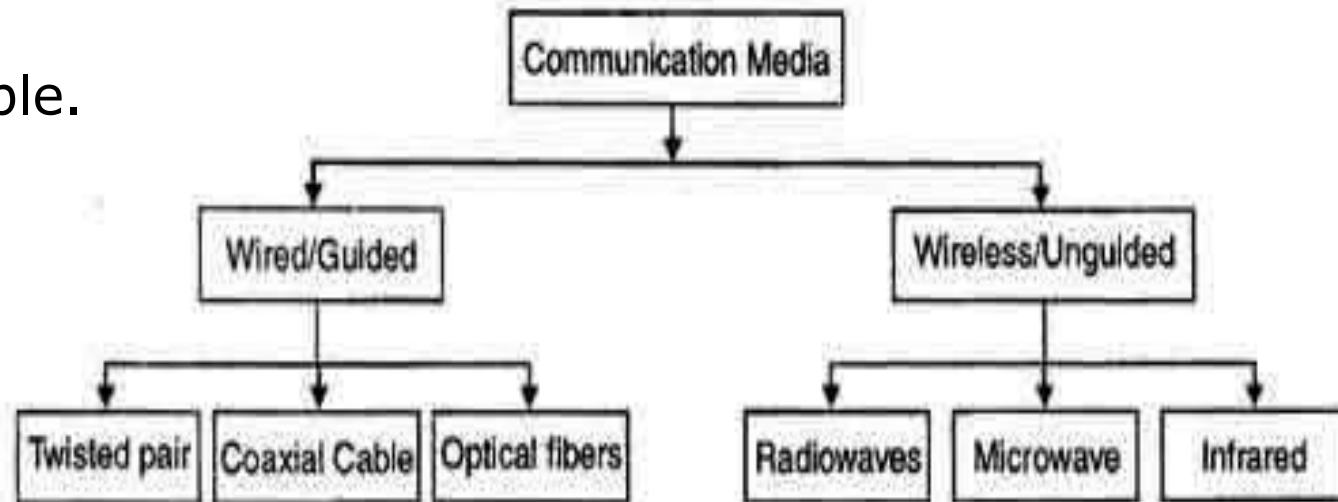 Communication Media
ble.
Wired/Guided
Wireless/Unguided
Twisted pair
Coaxial Cable
Optical fibers
Radiowaves
Microwave
Infrared